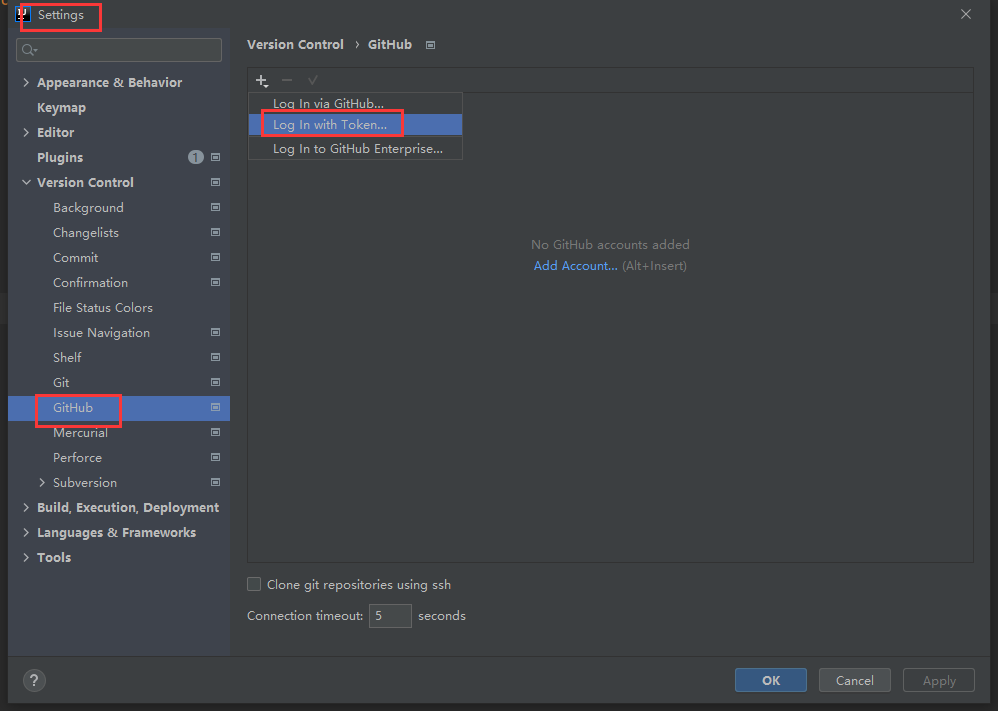 Settings
Version Control › GitHub
Appearance & Behavior
Keymap
Editor
Plugins 1
Version Control
Background
Changelists
Commit
Confirmation
File Status Colors
Issue Navigation
Shelf
Git
GitHub
Mercurial
Perforce
Subversion
Build, Execution, Deployment
Languages & Frameworks
Tools
Log In via GitHub...
Log In with Token...
Log In to GitHub Enterprise...
No GitHub accounts added
Add Account... (Alt+Insert)
Clone git repositories using ssh
Connection timeout: 5 seconds
?
OK
Cancel
Apply